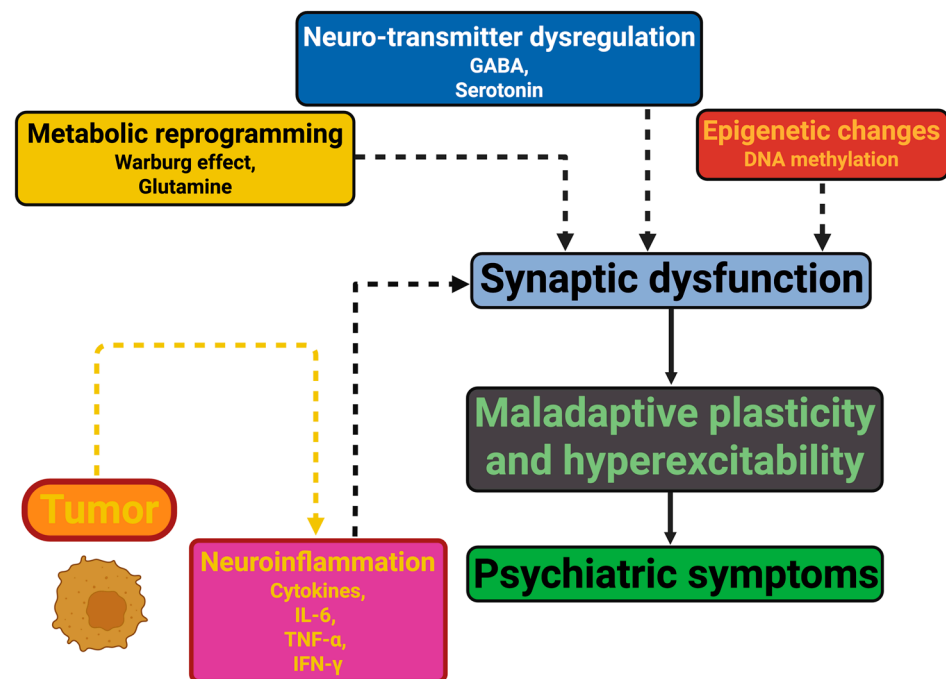 Neuro-transmitter dysregulation
GABA,
Serotonin
Metabolic reprogramming
Warburg effect,
Glutamine
Epigenetic changes
DNA methylation
Synaptic dysfunction
Maladaptive plasticity
and hyperexcitability
Tumor
Neuroinflammation
Cytokines,
IL-6,
TNF-α,
IFN-γ
Psychiatric symptoms